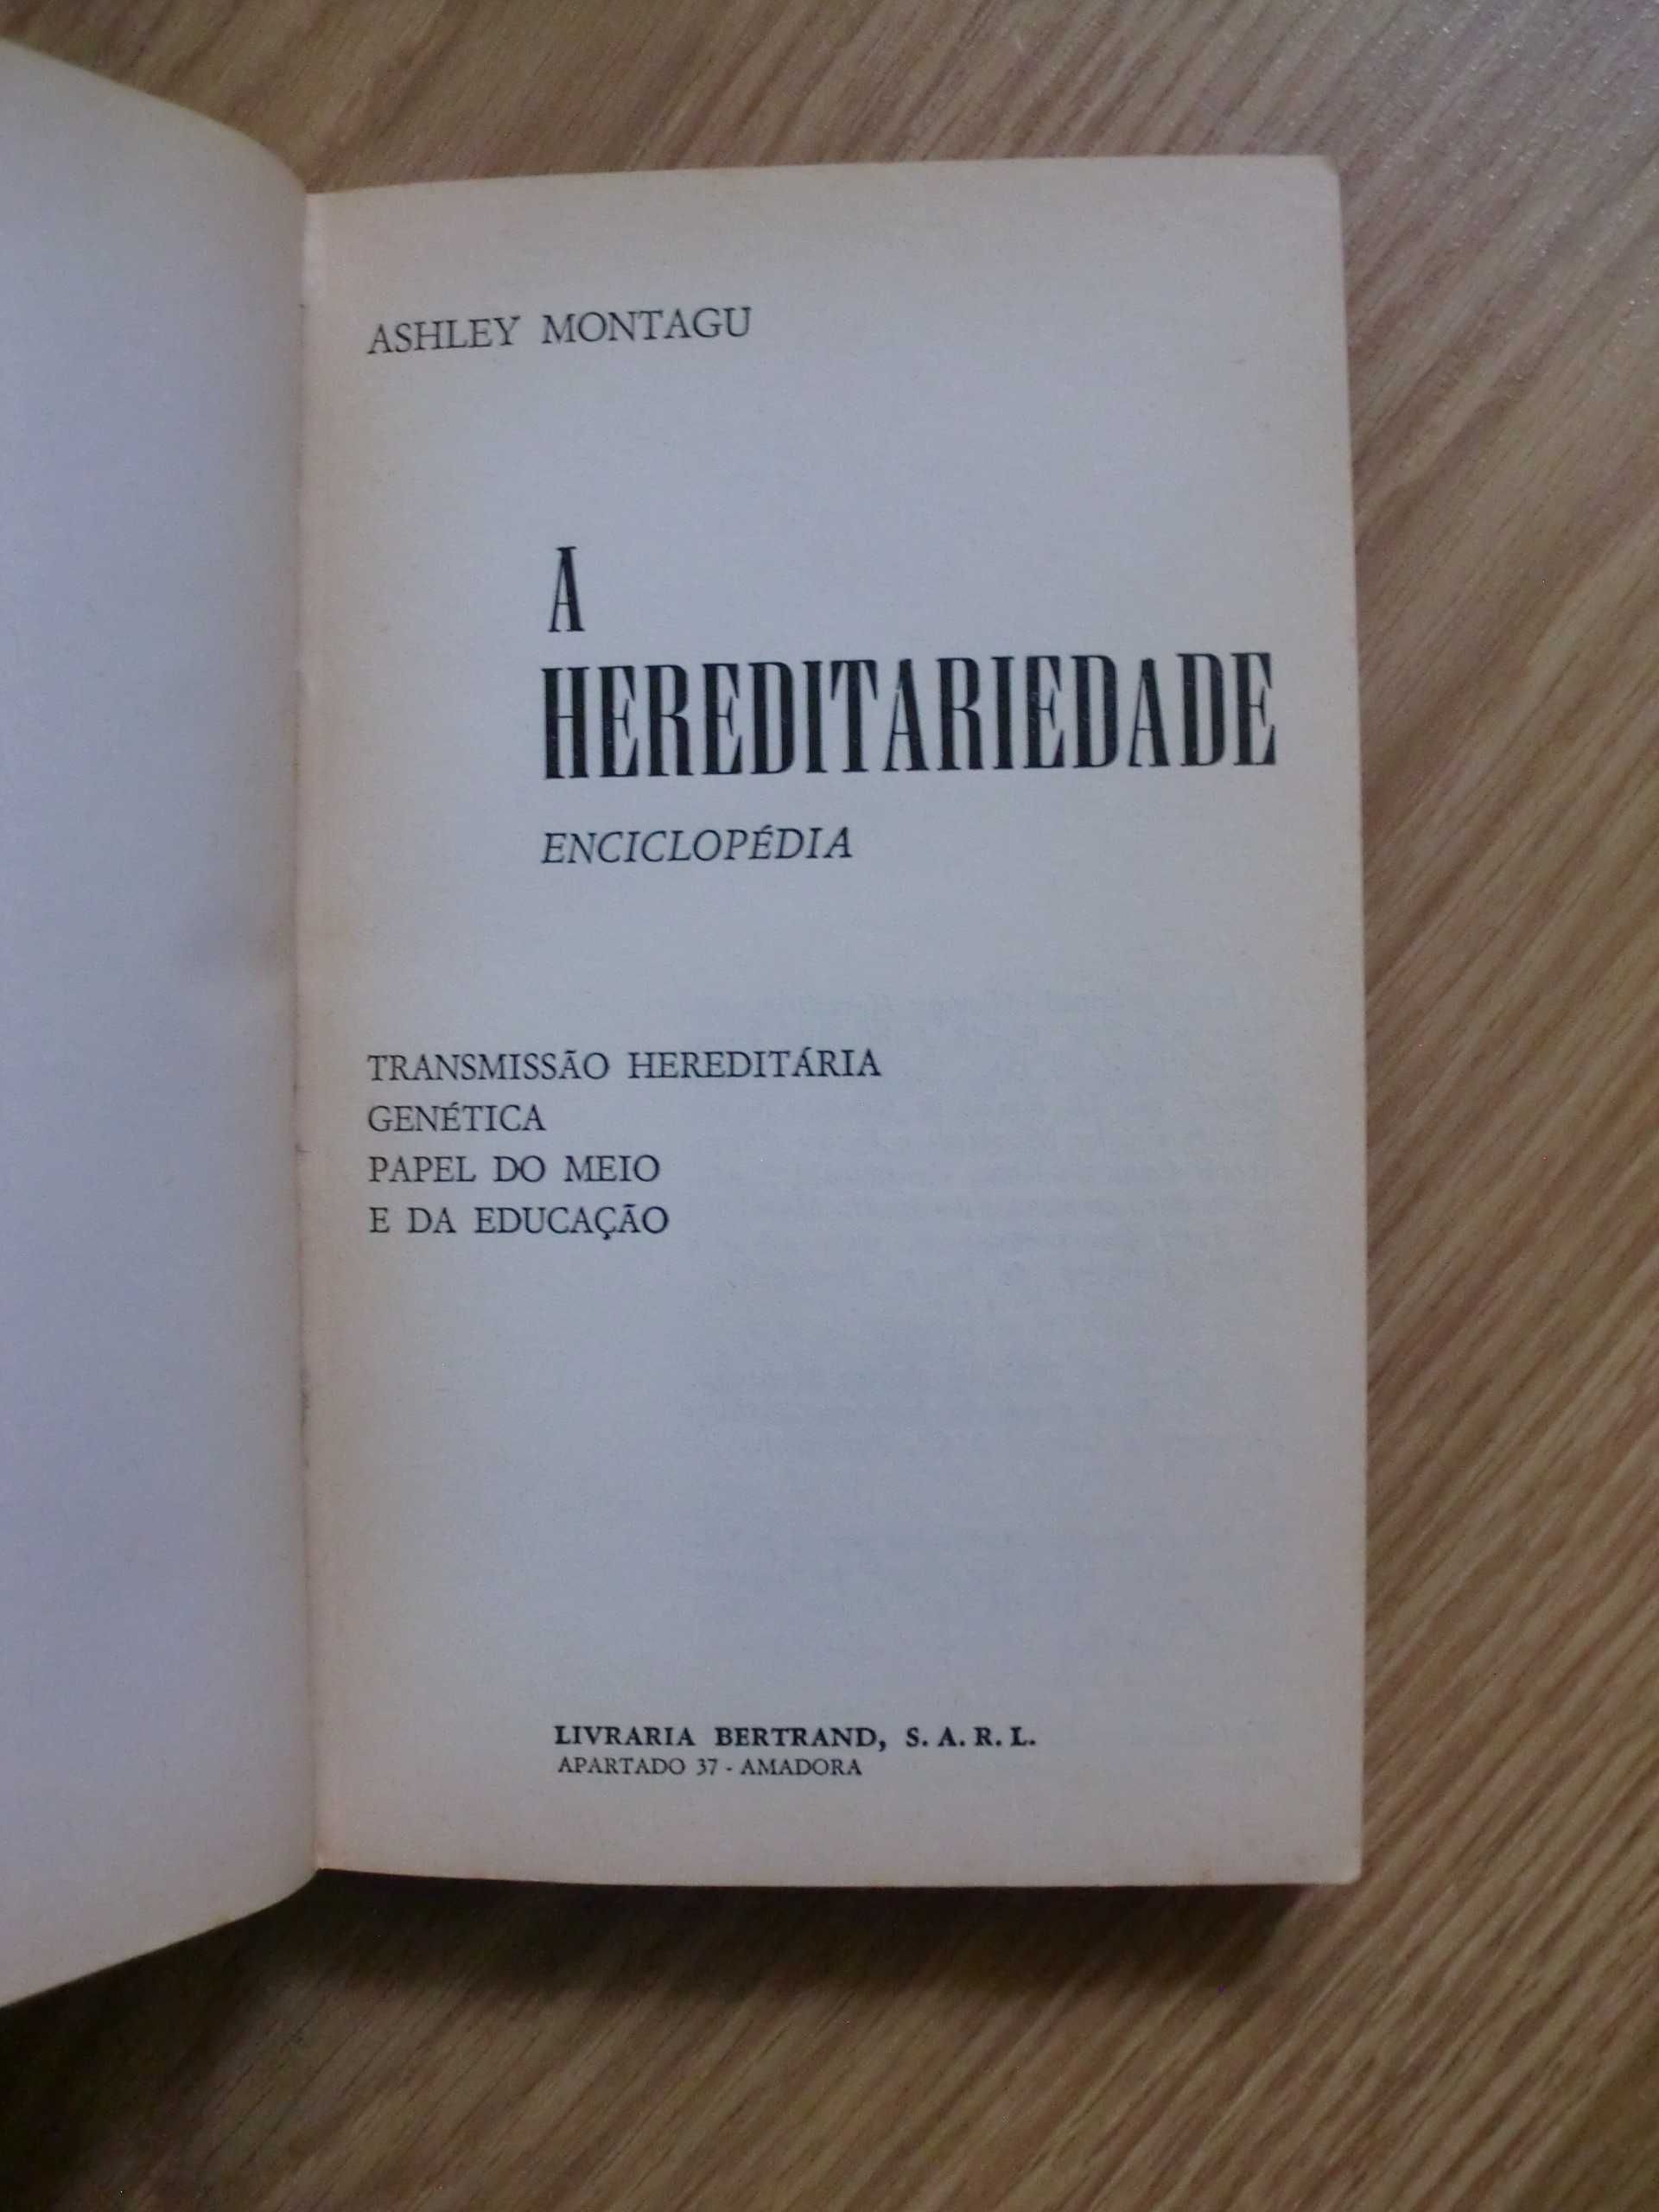 ASHLEY MONTAGU
A
HEREDITARIEDADE
ENCICLOPÉDIA
TRANSMISSÃO HEREDITÁRIA
GENÉTICA
PAPEL DO MEIO
E DA EDUCAÇÃO
LIVRARIA BERTRAND, S. A. R. L.
APARTADO 37 - AMADORA